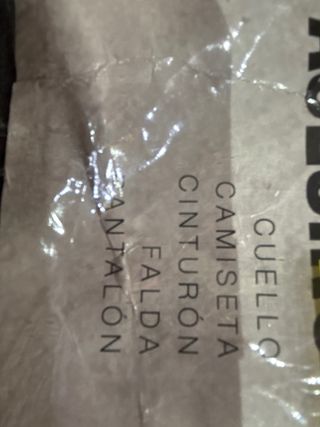 CUELLO
CAMISETA
CINTURÓN
FALDA
PANTALÓN